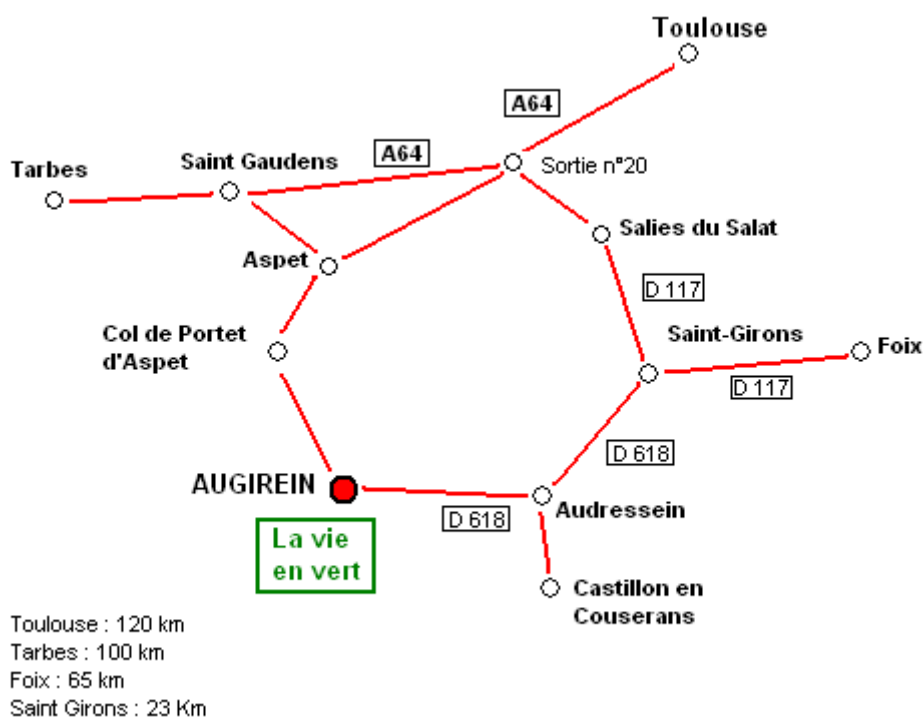 Toulouse
A64
A64
Saint Gaudens
Sortie n°20
Tarbes
Salies du Salat
Aspet
D 117
Col de Portet
d'Aspet
Saint-Girons
Foix
D 117
D 618
AUGIREIN
Audressein
D 618
La vie
en vert
Castillon en
Couserans
Toulouse : 120 km
Tarbes : 100 km
Foix : 65 km
Saint Girons : 23 Km